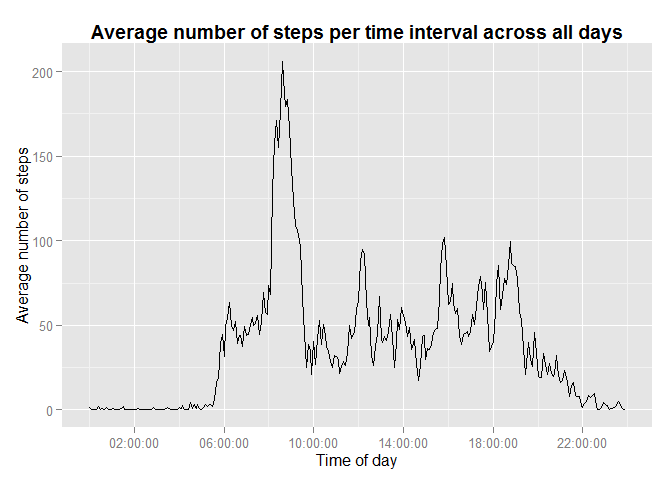 Average number of steps per time interval across all days
Average number of steps
200
150
100
50
0
02:00:00 06:00:00 10:00:00 14:00:00 18:00:00 22:00:00
Time of day